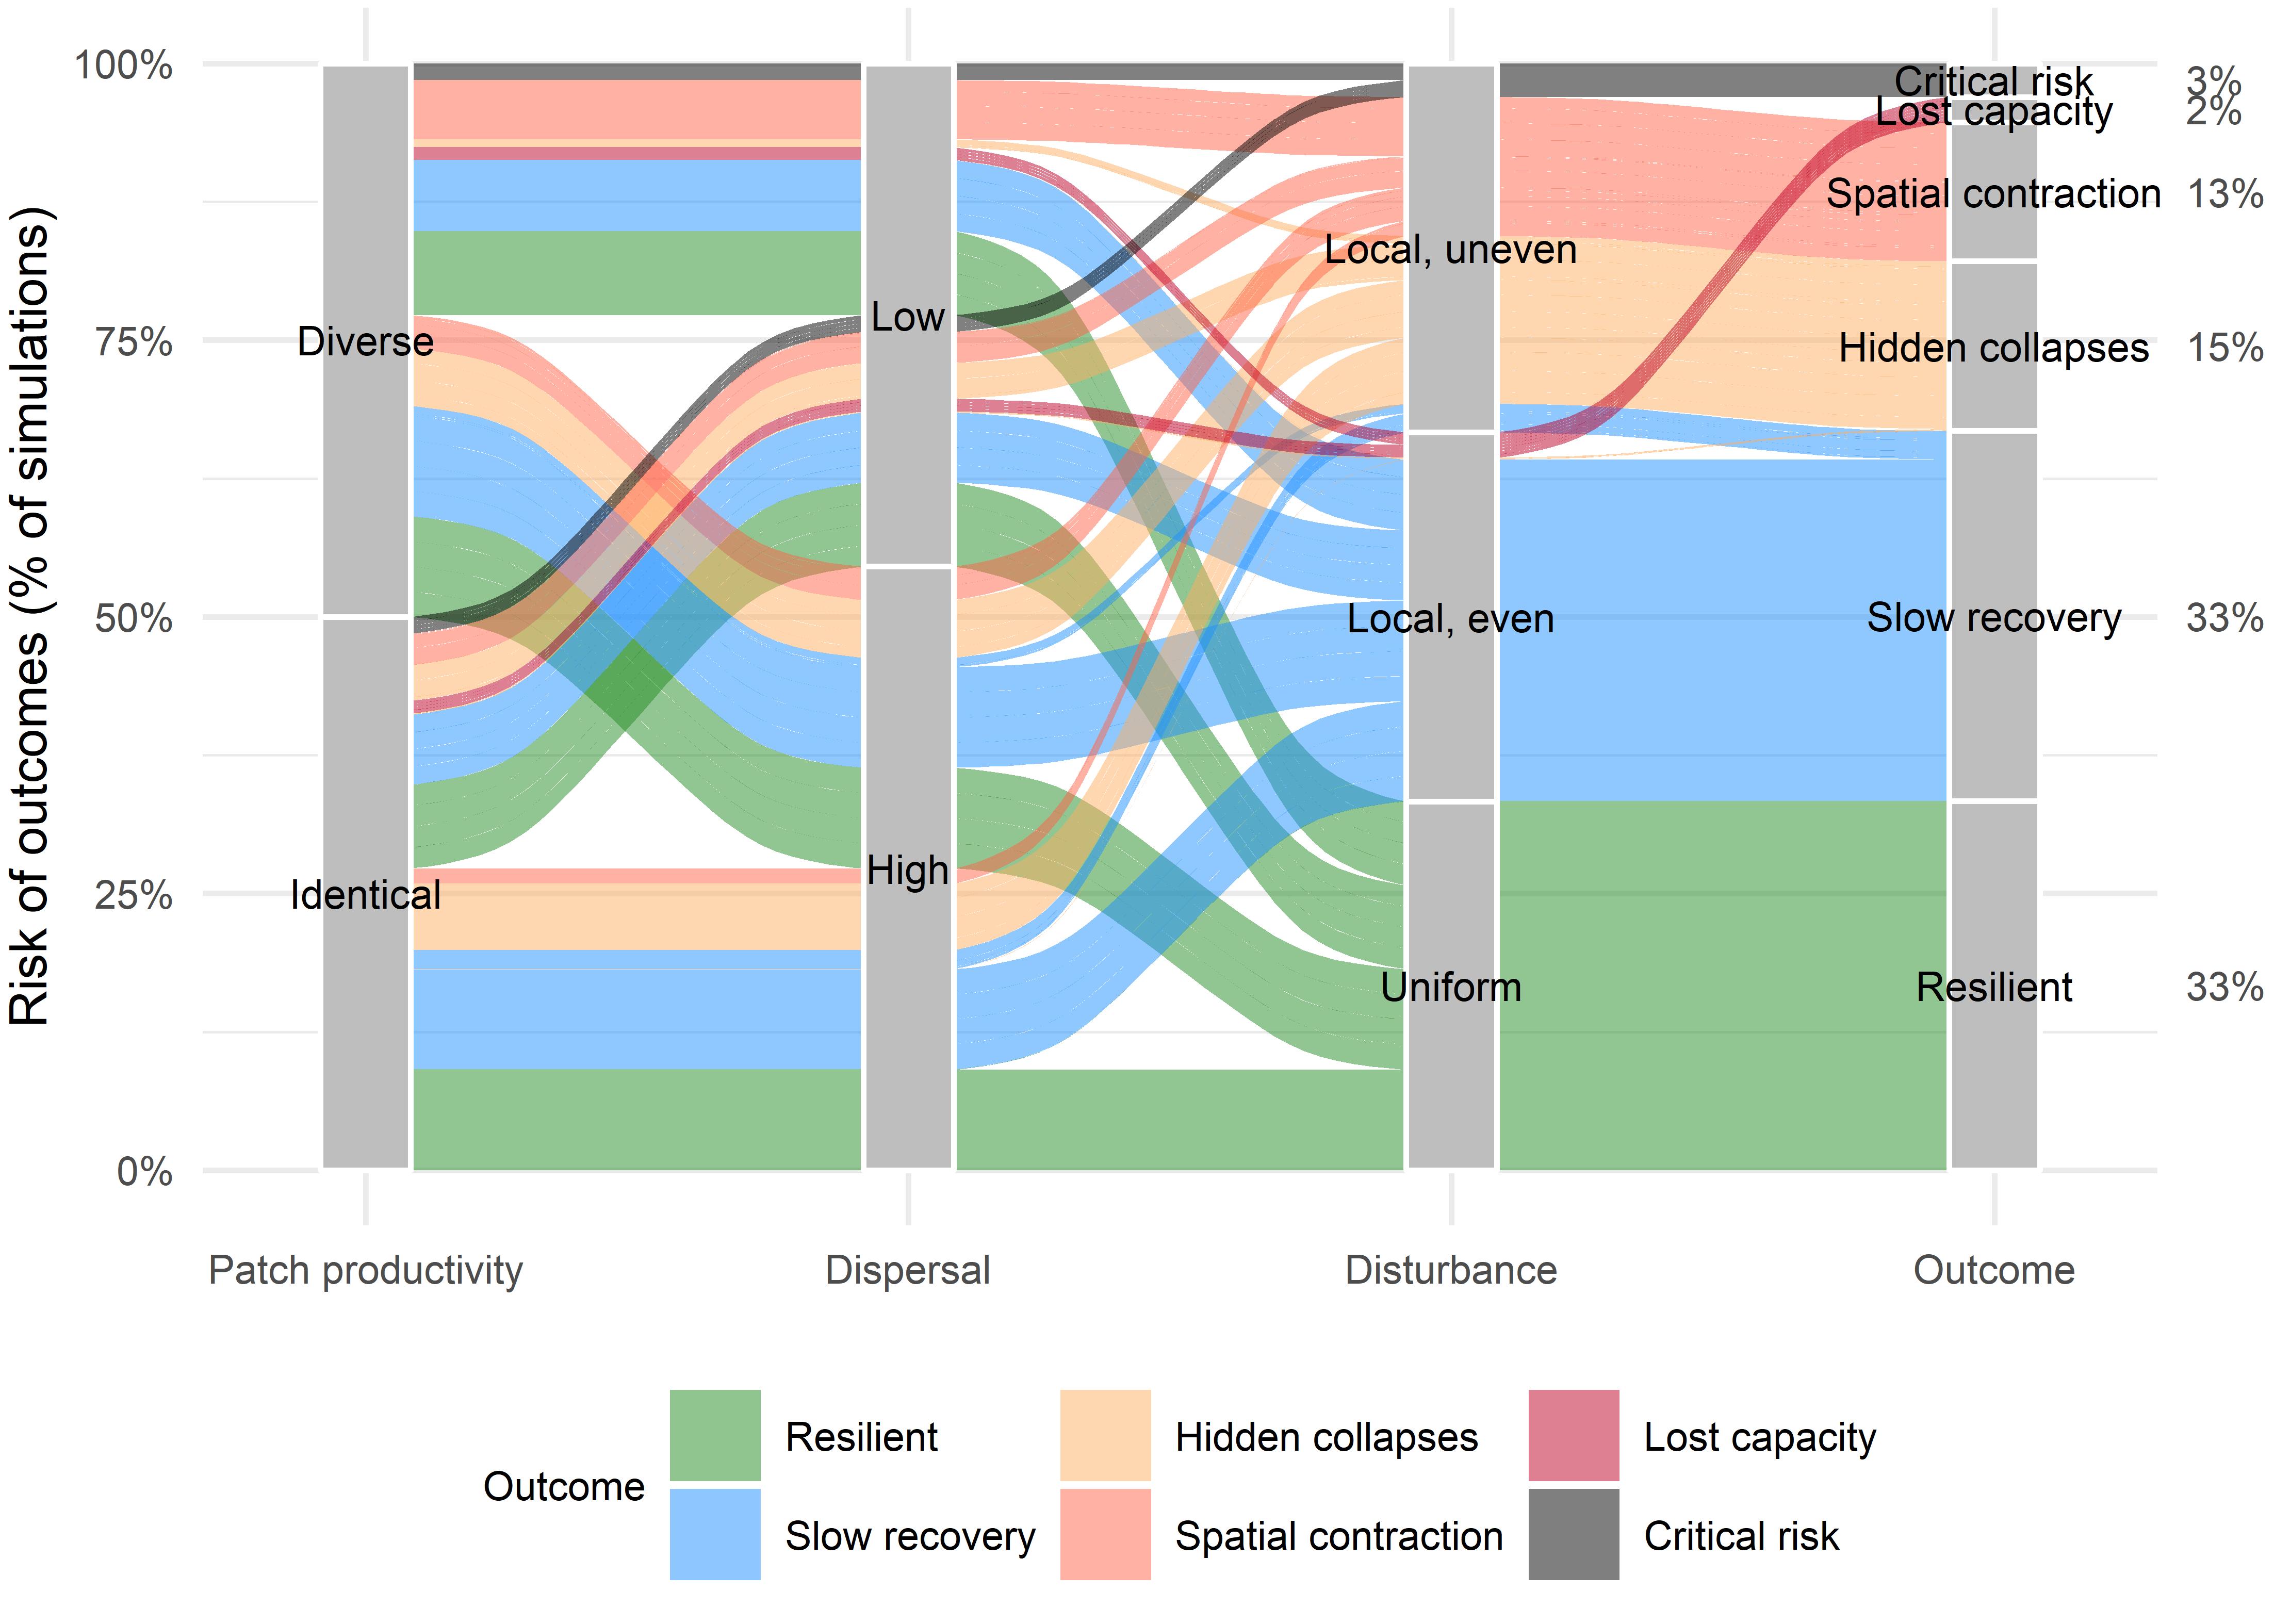 Risk of outcomes (% of simulations)
100%
75%
50%
25%
0%
Diverse
Identical
Low
High
Local, uneven
Local, even
Uniform
Critical risk
Lost capacity
Spatial contraction
Hidden collapses
Slow recovery
Resilient
3%
2%
13%
15%
33%
33%
Patch productivity
Dispersal
Disturbance
Outcome
Outcome
Resilient
Slow recovery
Hidden collapses
Spatial contraction
Lost capacity
Critical risk